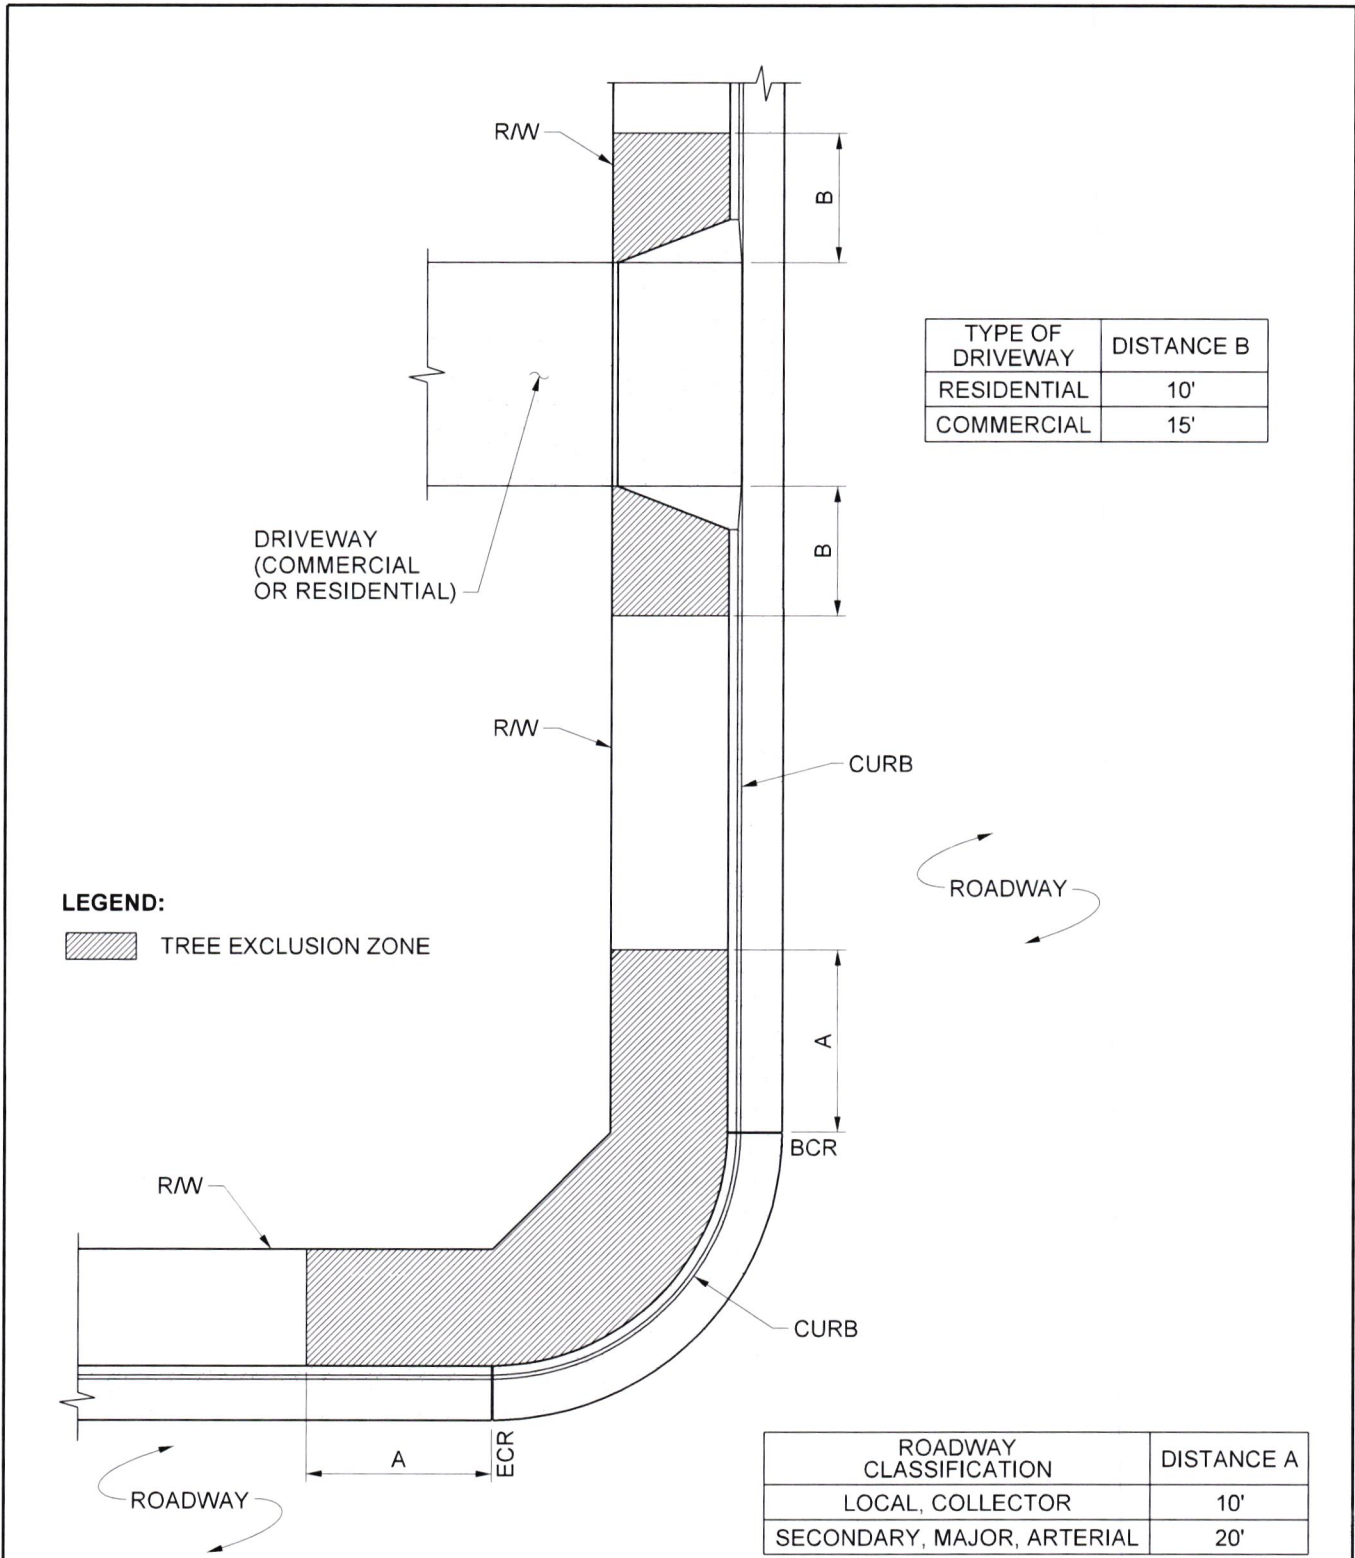 R/W
B
TYPE OF
DRIVEWAY
DISTANCE B
RESIDENTIAL
10'
COMMERCIAL
15'
DRIVEWAY
(COMMERCIAL
OR RESIDENTIAL)
B
R/W
CURB
ROADWAY
LEGEND:
TREE EXCLUSION ZONE
A
BCR
R/W
CURB
A
ECR
ROADWAY
ROADWAY
CLASSIFICATION
DISTANCE A
LOCAL, COLLECTOR
10'
SECONDARY, MAJOR, ARTERIAL
20'